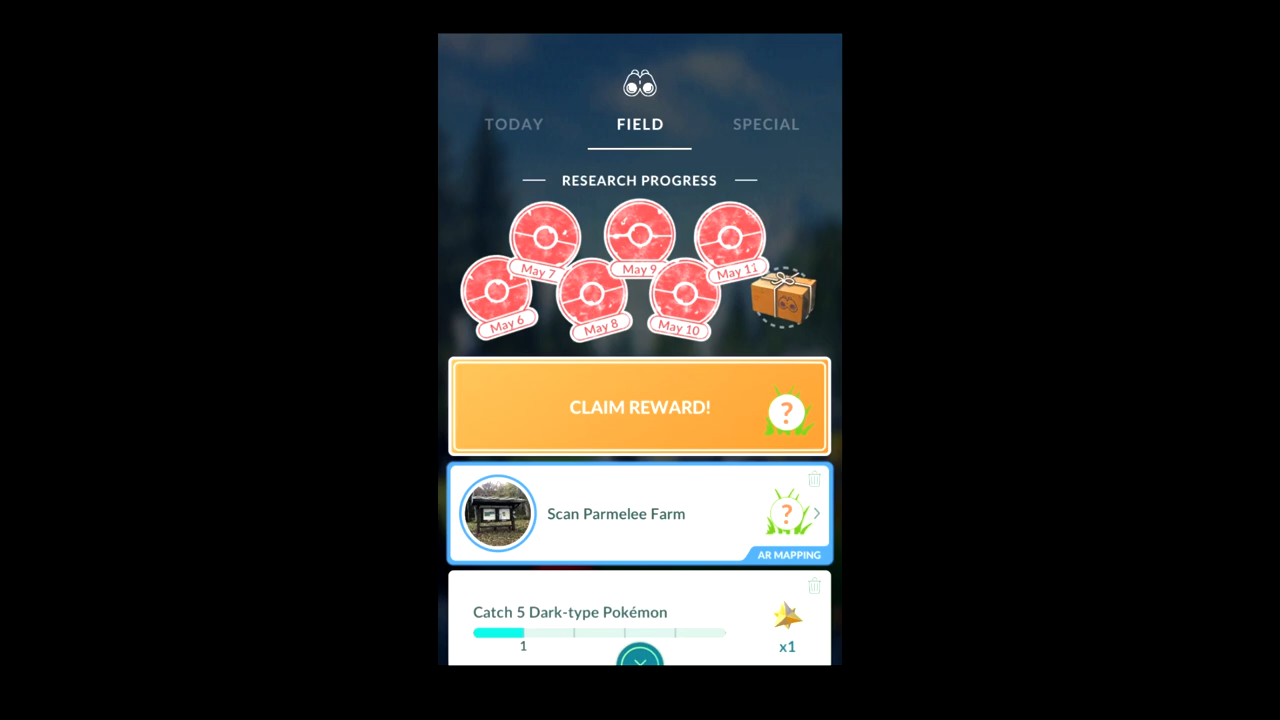 TODAY
FIELD
SPECIAL
RESEARCH PROGRESS
May 7
May 9
May 11
May 6
May 8
May 10
CLAIM REWARD!
?
Scan Parmelee Farm
?
AR MAPPING
Catch 5 Dark-type Pokémon
1
x1